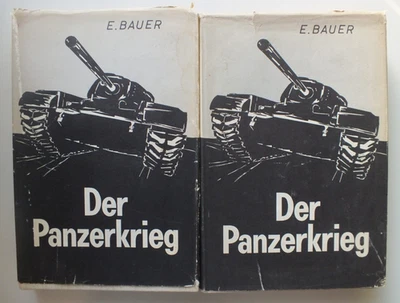 E. BAUER
Der
Panzerkrieg
E. BAUER
Der
Panzerkrieg